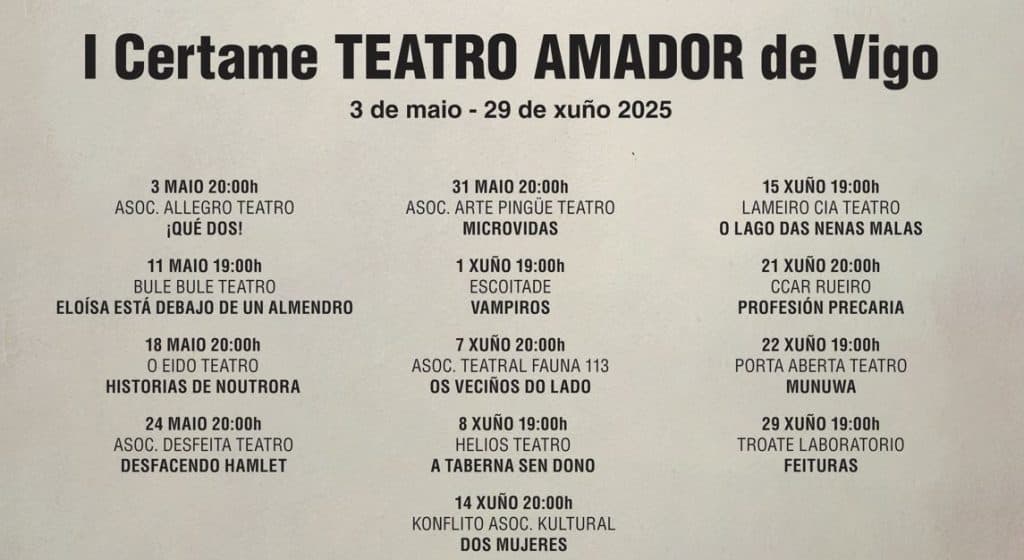 I Certame TEATRO AMADOR de Vigo
3 de maio - 29 de xuño 2025
3 MAIO 20:00h
ASOC. ALLEGRO TEATRO
¡QUÉ DOS!
11 MAIO 19:00h
BULE BULE TEATRO
ELOÍSA ESTÁ DEBAJO DE UN ALMENDRO
18 MAIO 20:00h
O EIDO TEATRO
HISTORIAS DE NOUTRORA
24 MAIO 20:00h
ASOC. DESFEITA TEATRO
DESFACENDO HAMLET
31 MAIO 20:00h
ASOC. ARTE PINGÜE TEATRO
MICROVIDAS
1 XUÑO 19:00h
ESCOITADE
VAMPIROS
7 XUÑO 20:00h
ASOC. TEATRAL FAUNA 113
OS VECIÑOS DO LADO
8 XUÑO 19:00h
HELIOS TEATRO
A TABERNA SEN DONO
14 XUÑO 20:00h
KONFLITO ASOC. KULTURAL
DOS MUJERES
15 XUÑO 19:00h
LAMEIRO CIA TEATRO
O LAGO DAS NENAS MALAS
21 XUÑO 20:00h
CCAR RUEIRO
PROFESIÓN PRECARIA
22 XUÑO 19:00h
PORTA ABERTA TEATRO
MUNUWA
29 XUÑO 19:00h
TROATE LABORATORIO
FEITURAS